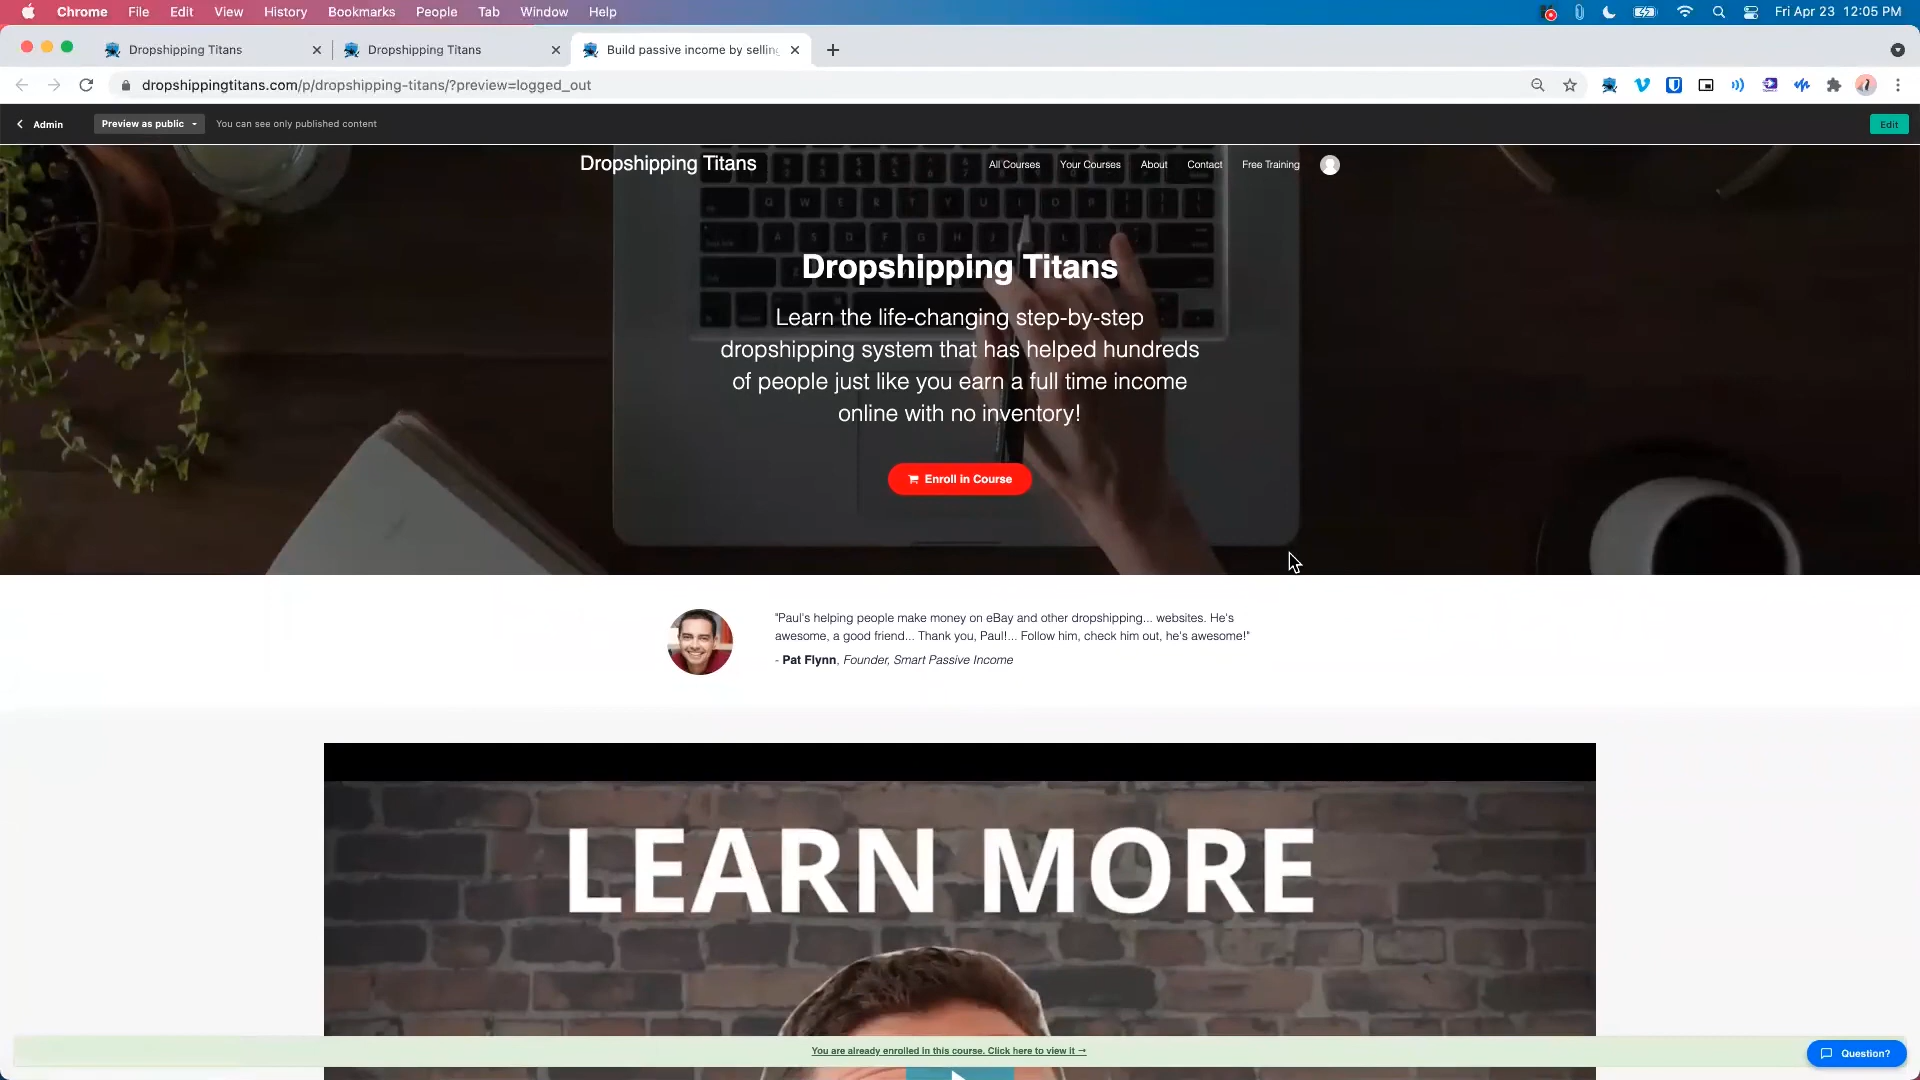 Chrome File Edit View History Bookmarks People Tab Window Help Fri Apr 23 12:05 PM
Dropshipping Titans Dropshipping Titans Build passive income by selling
dropshippingtitans.com/p/dropshipping-titans/?preview=logged_out
Admin Preview as public You can see only published content Edit
Dropshipping Titans All Courses Your Courses About Contact Free Training
Dropshipping Titans
Learn the life-changing step-by-step
dropshipping system that has helped hundreds
of people just like you earn a full time income
online with no inventory!
Enroll in Course
"Paul's helping people make money on eBay and other dropshipping... websites. He's
awesome, a good friend... Thank you, Paul!... Follow him, check him out, he's awesome!"
- Pat Flynn, Founder, Smart Passive Income
LEARN MORE
You are already enrolled in this course. Click here to view it →
Question?